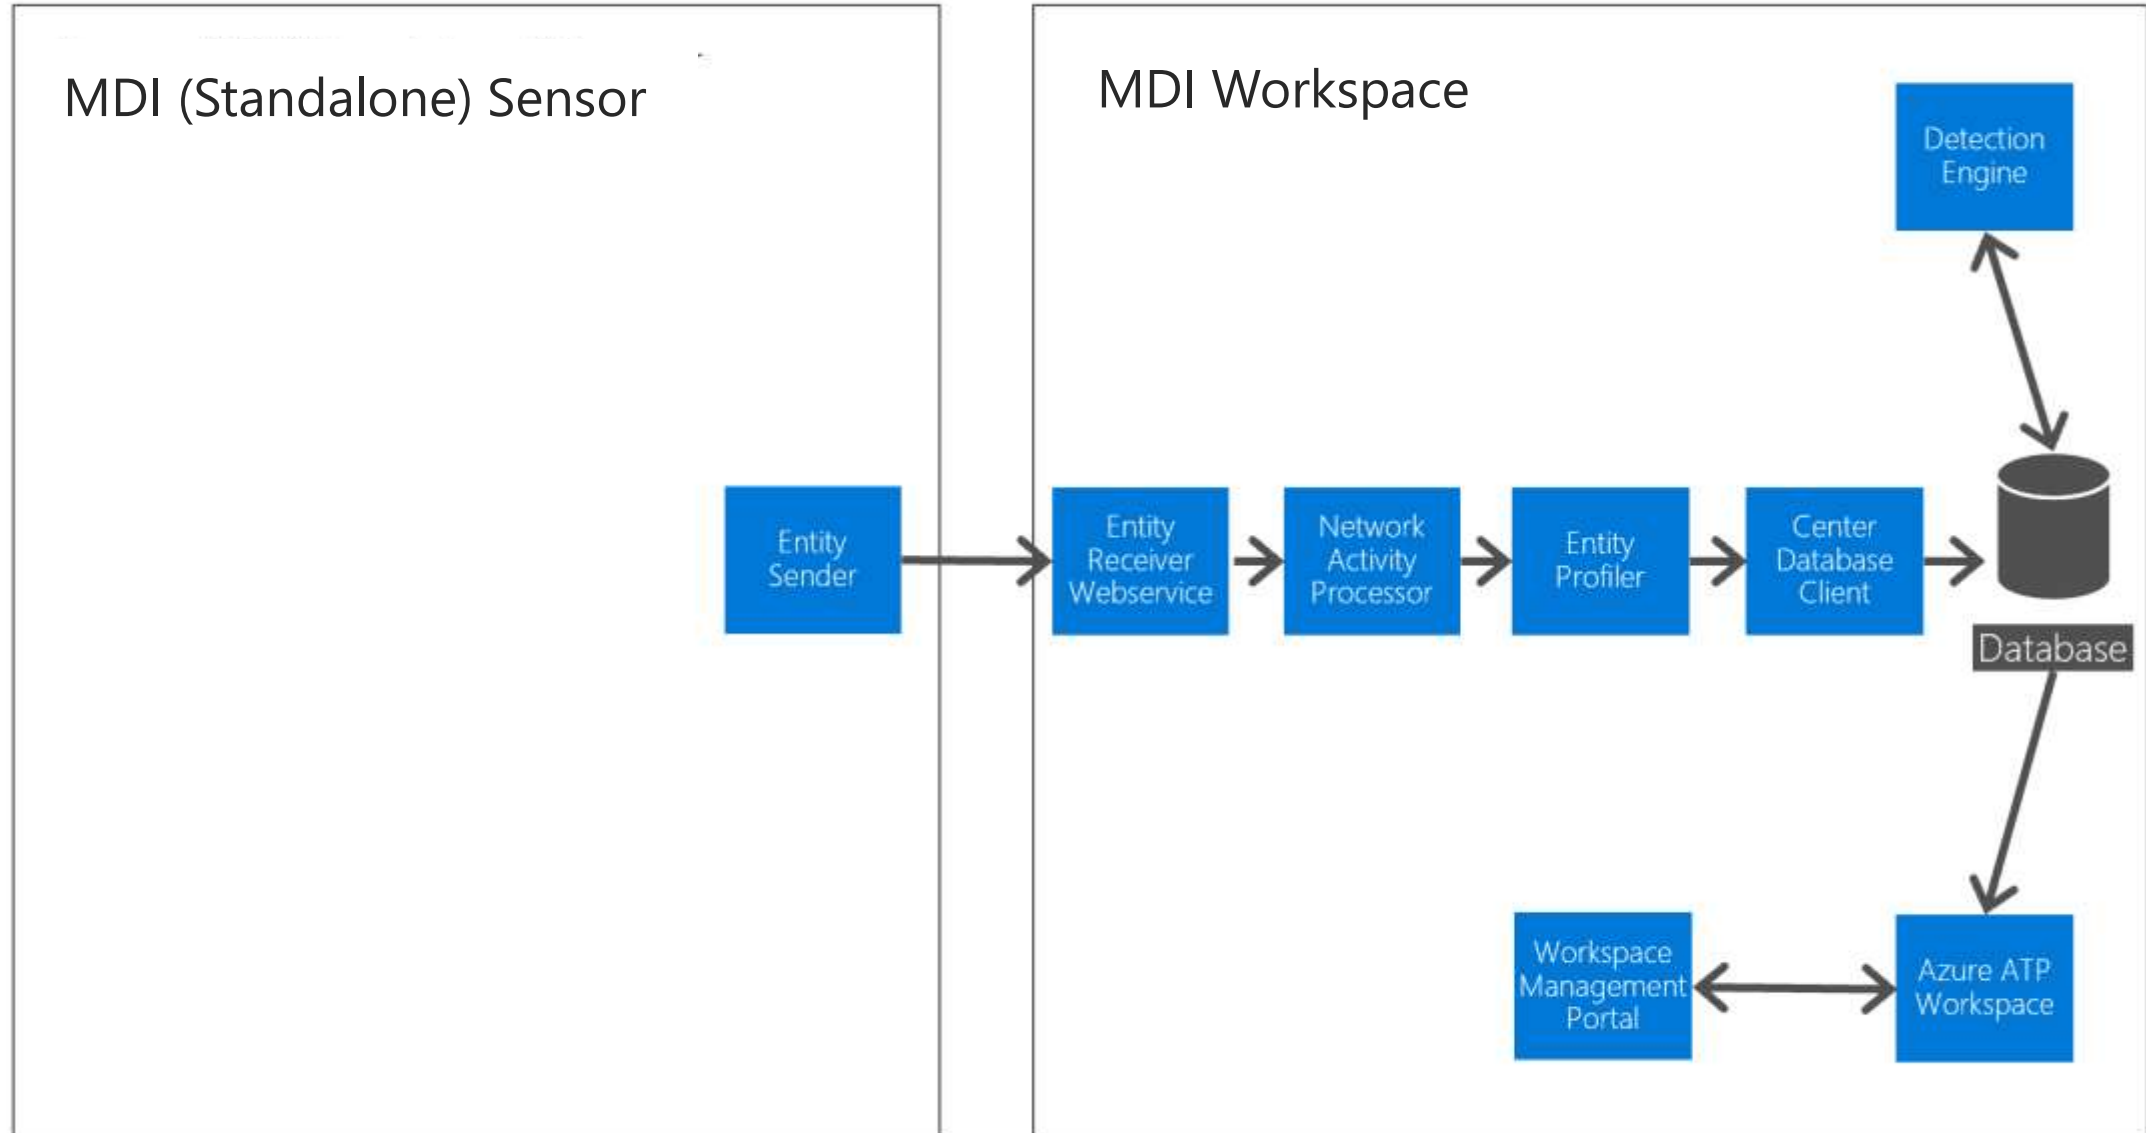 MDI (Standalone) Sensor
MDI Workspace
Detection
Engine
Entity
Sender
Entity
Receiver
Webservice
Network
Activity
Processor
Entity
Profiler
Center
Database
Client
Database
Workspace
Management
Portal
Azure ATP
Workspace